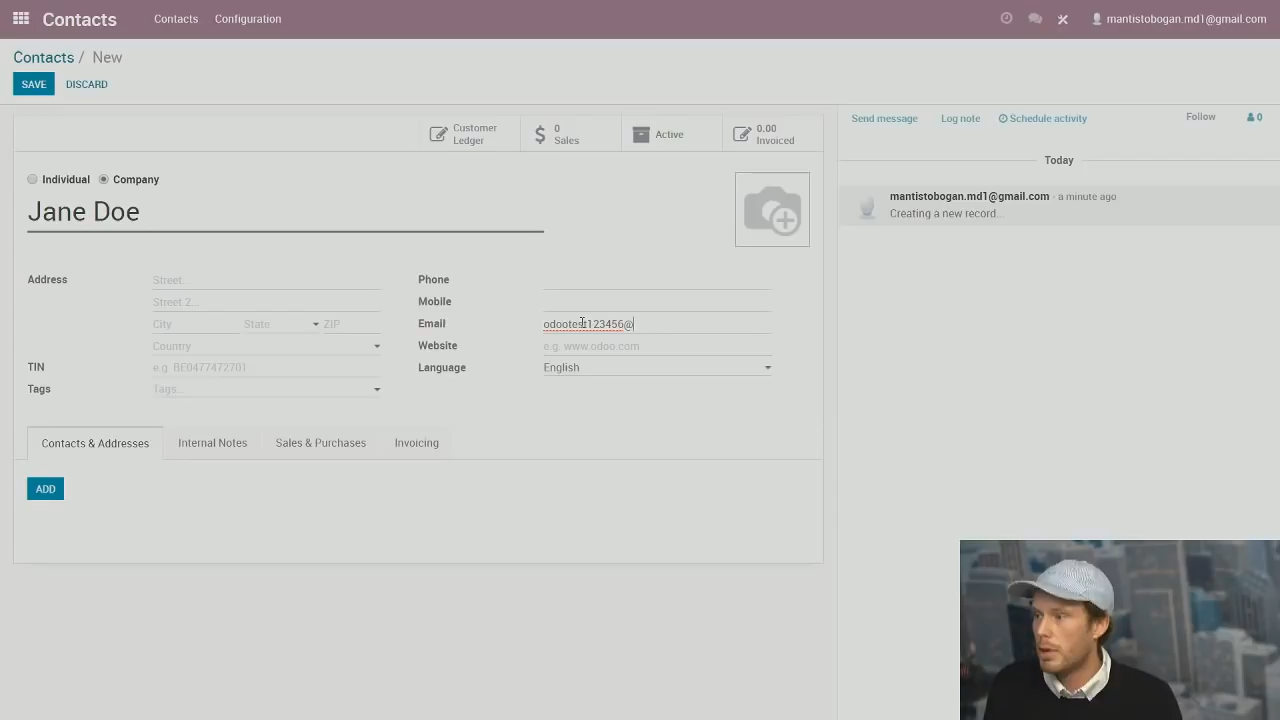 Contacts Contacts Configuration mantistobogan.md1@gmail.com
Contacts / New
SAVE DISCARD
Customer Ledger
0 Sales
Active
0.00 Invoiced
Send message Log note Schedule activity Follow 0
Today
mantistobogan.md1@gmail.com - a minute ago
Creating a new record...
Individual Company
Jane Doe
Address Street...
Street 2...
City State ZIP
Country
TIN e.g. BE0477472701
Tags Tags...
Phone
Mobile
Email odootest123456@
Website e.g. www.odoo.com
Language English
Contacts & Addresses Internal Notes Sales & Purchases Invoicing
ADD